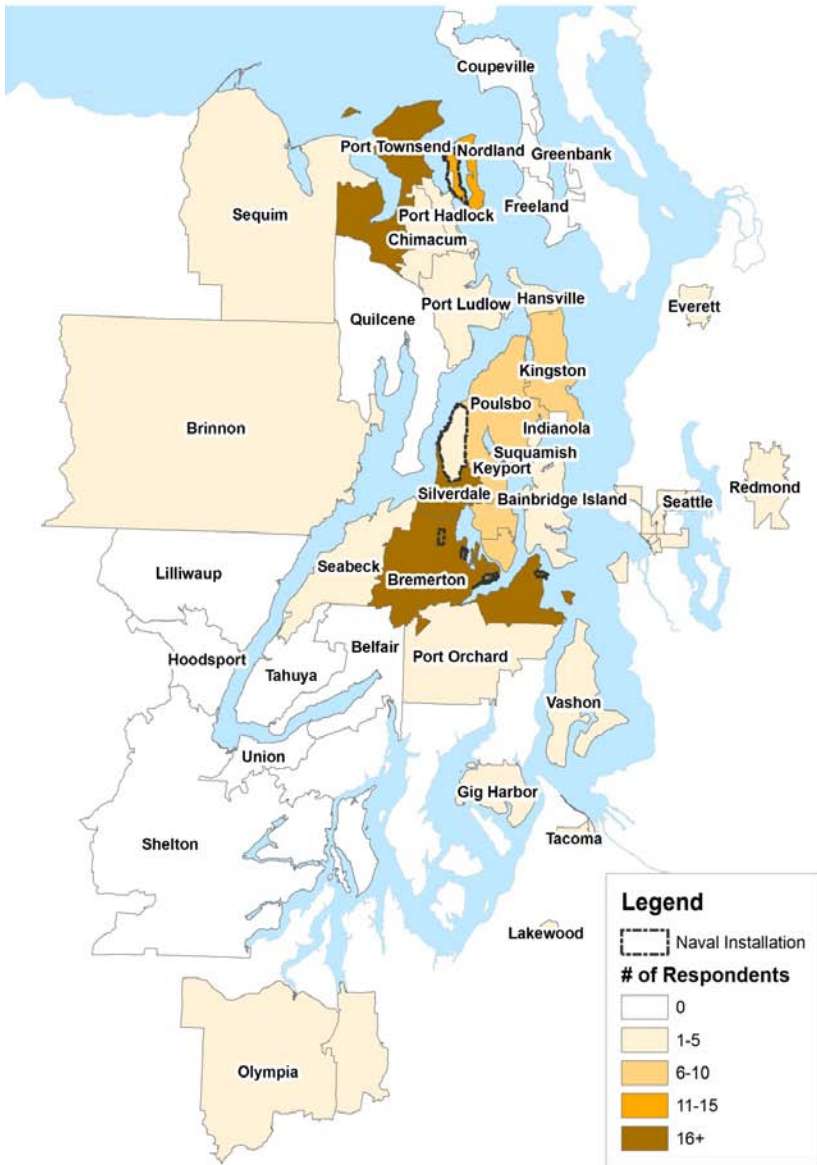 Coupeville
Port Townsend
Nordland
Greenbank
Sequim
Port Hadlock
Freeland
Chimacum
Port Ludlow
Hansville
Everett
Quilcene
Kingston
Poulsbo
Brinnon
Indianola
Suquamish
Keyport
Silverdale
Bainbridge Island
Seattle
Redmond
Seabeck
Lilliwaup
Bremerton
Belfair
Port Orchard
Hoodsport
Tahuya
Vashon
Union
Gig Harbor
Shelton
Tacoma
Lakewood
Olympia
Legend
Naval Installation
# of Respondents
0
1-5
6-10
11-15
16+